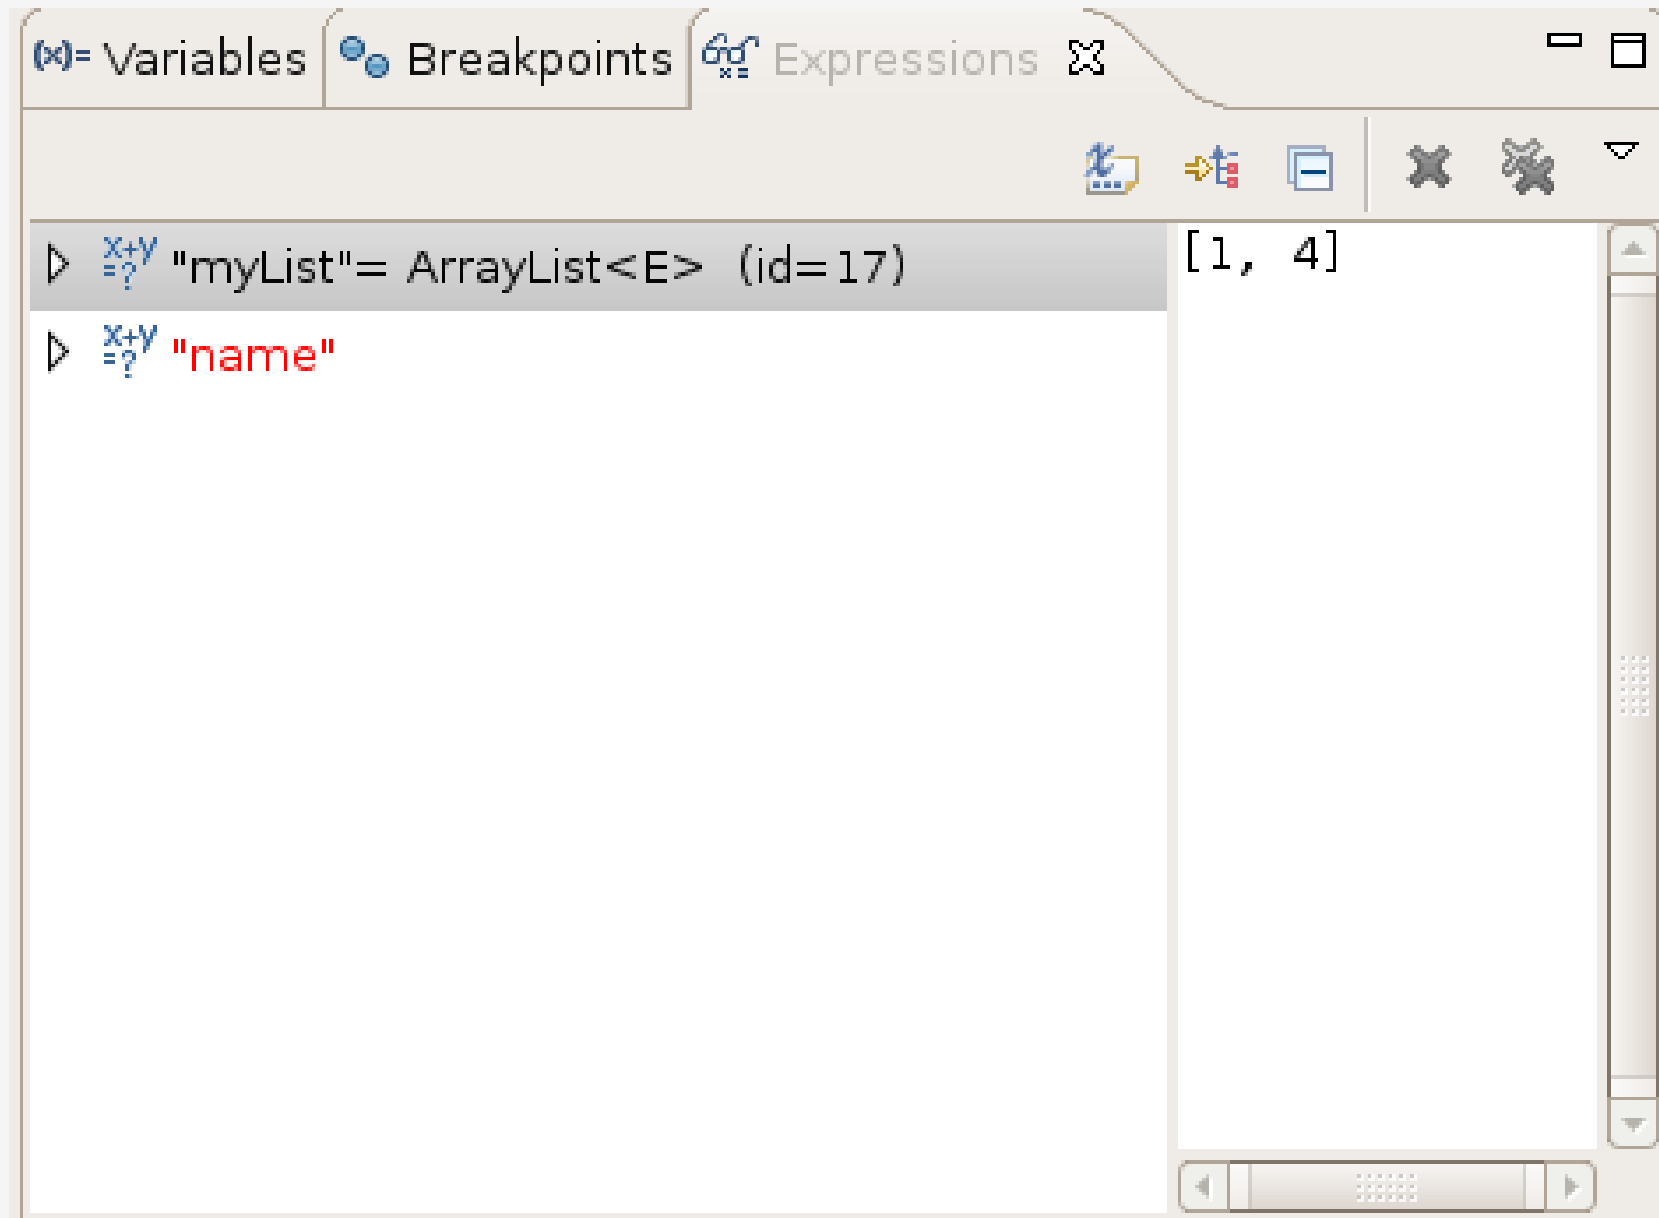 (x)= Variables Breakpoints Expressions
x+y =? "myList"= ArrayList<E> (id=17) [1, 4]
x+y =? "name"